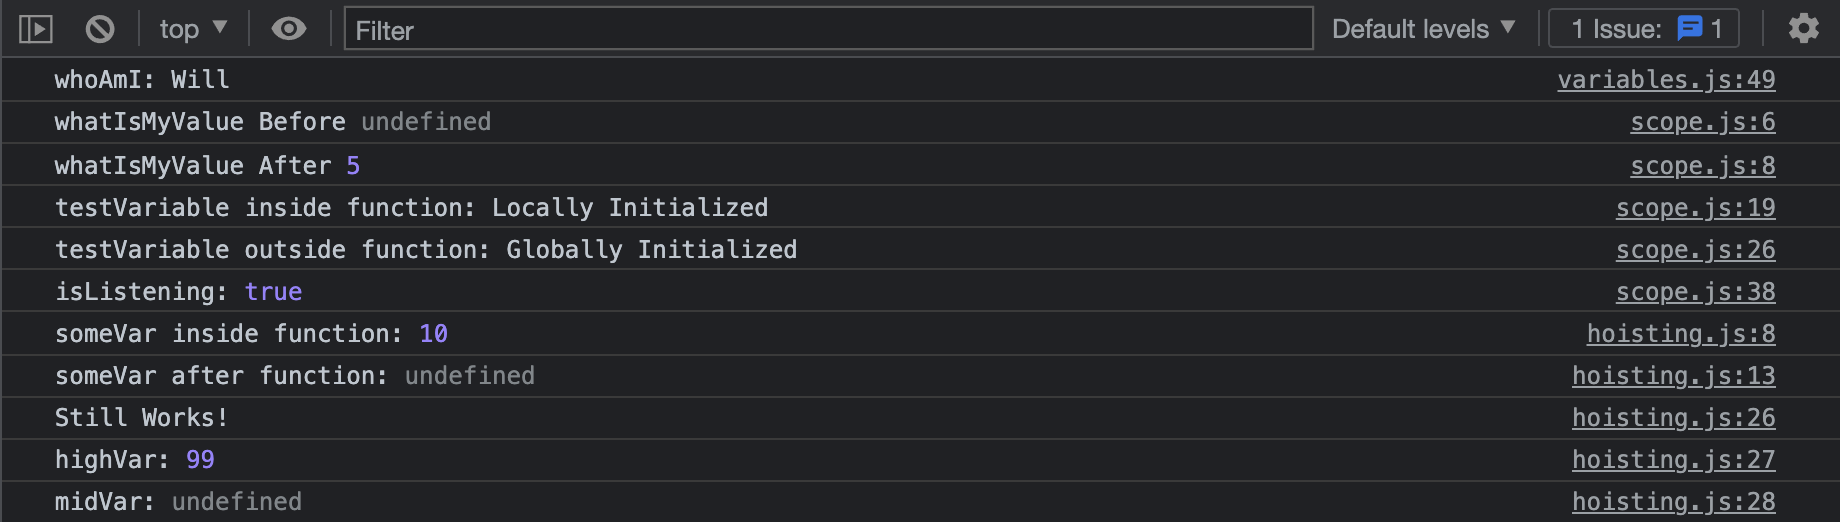 top ▼ Filter Default levels ▼ 1 Issue: 1
whoAmI: Will variables.js:49
whatIsMyValue Before undefined scope.js:6
whatIsMyValue After 5 scope.js:8
testVariable inside function: Locally Initialized scope.js:19
testVariable outside function: Globally Initialized scope.js:26
isListening: true scope.js:38
someVar inside function: 10 hoisting.js:8
someVar after function: undefined hoisting.js:13
Still Works! hoisting.js:26
highVar: 99 hoisting.js:27
midVar: undefined hoisting.js:28